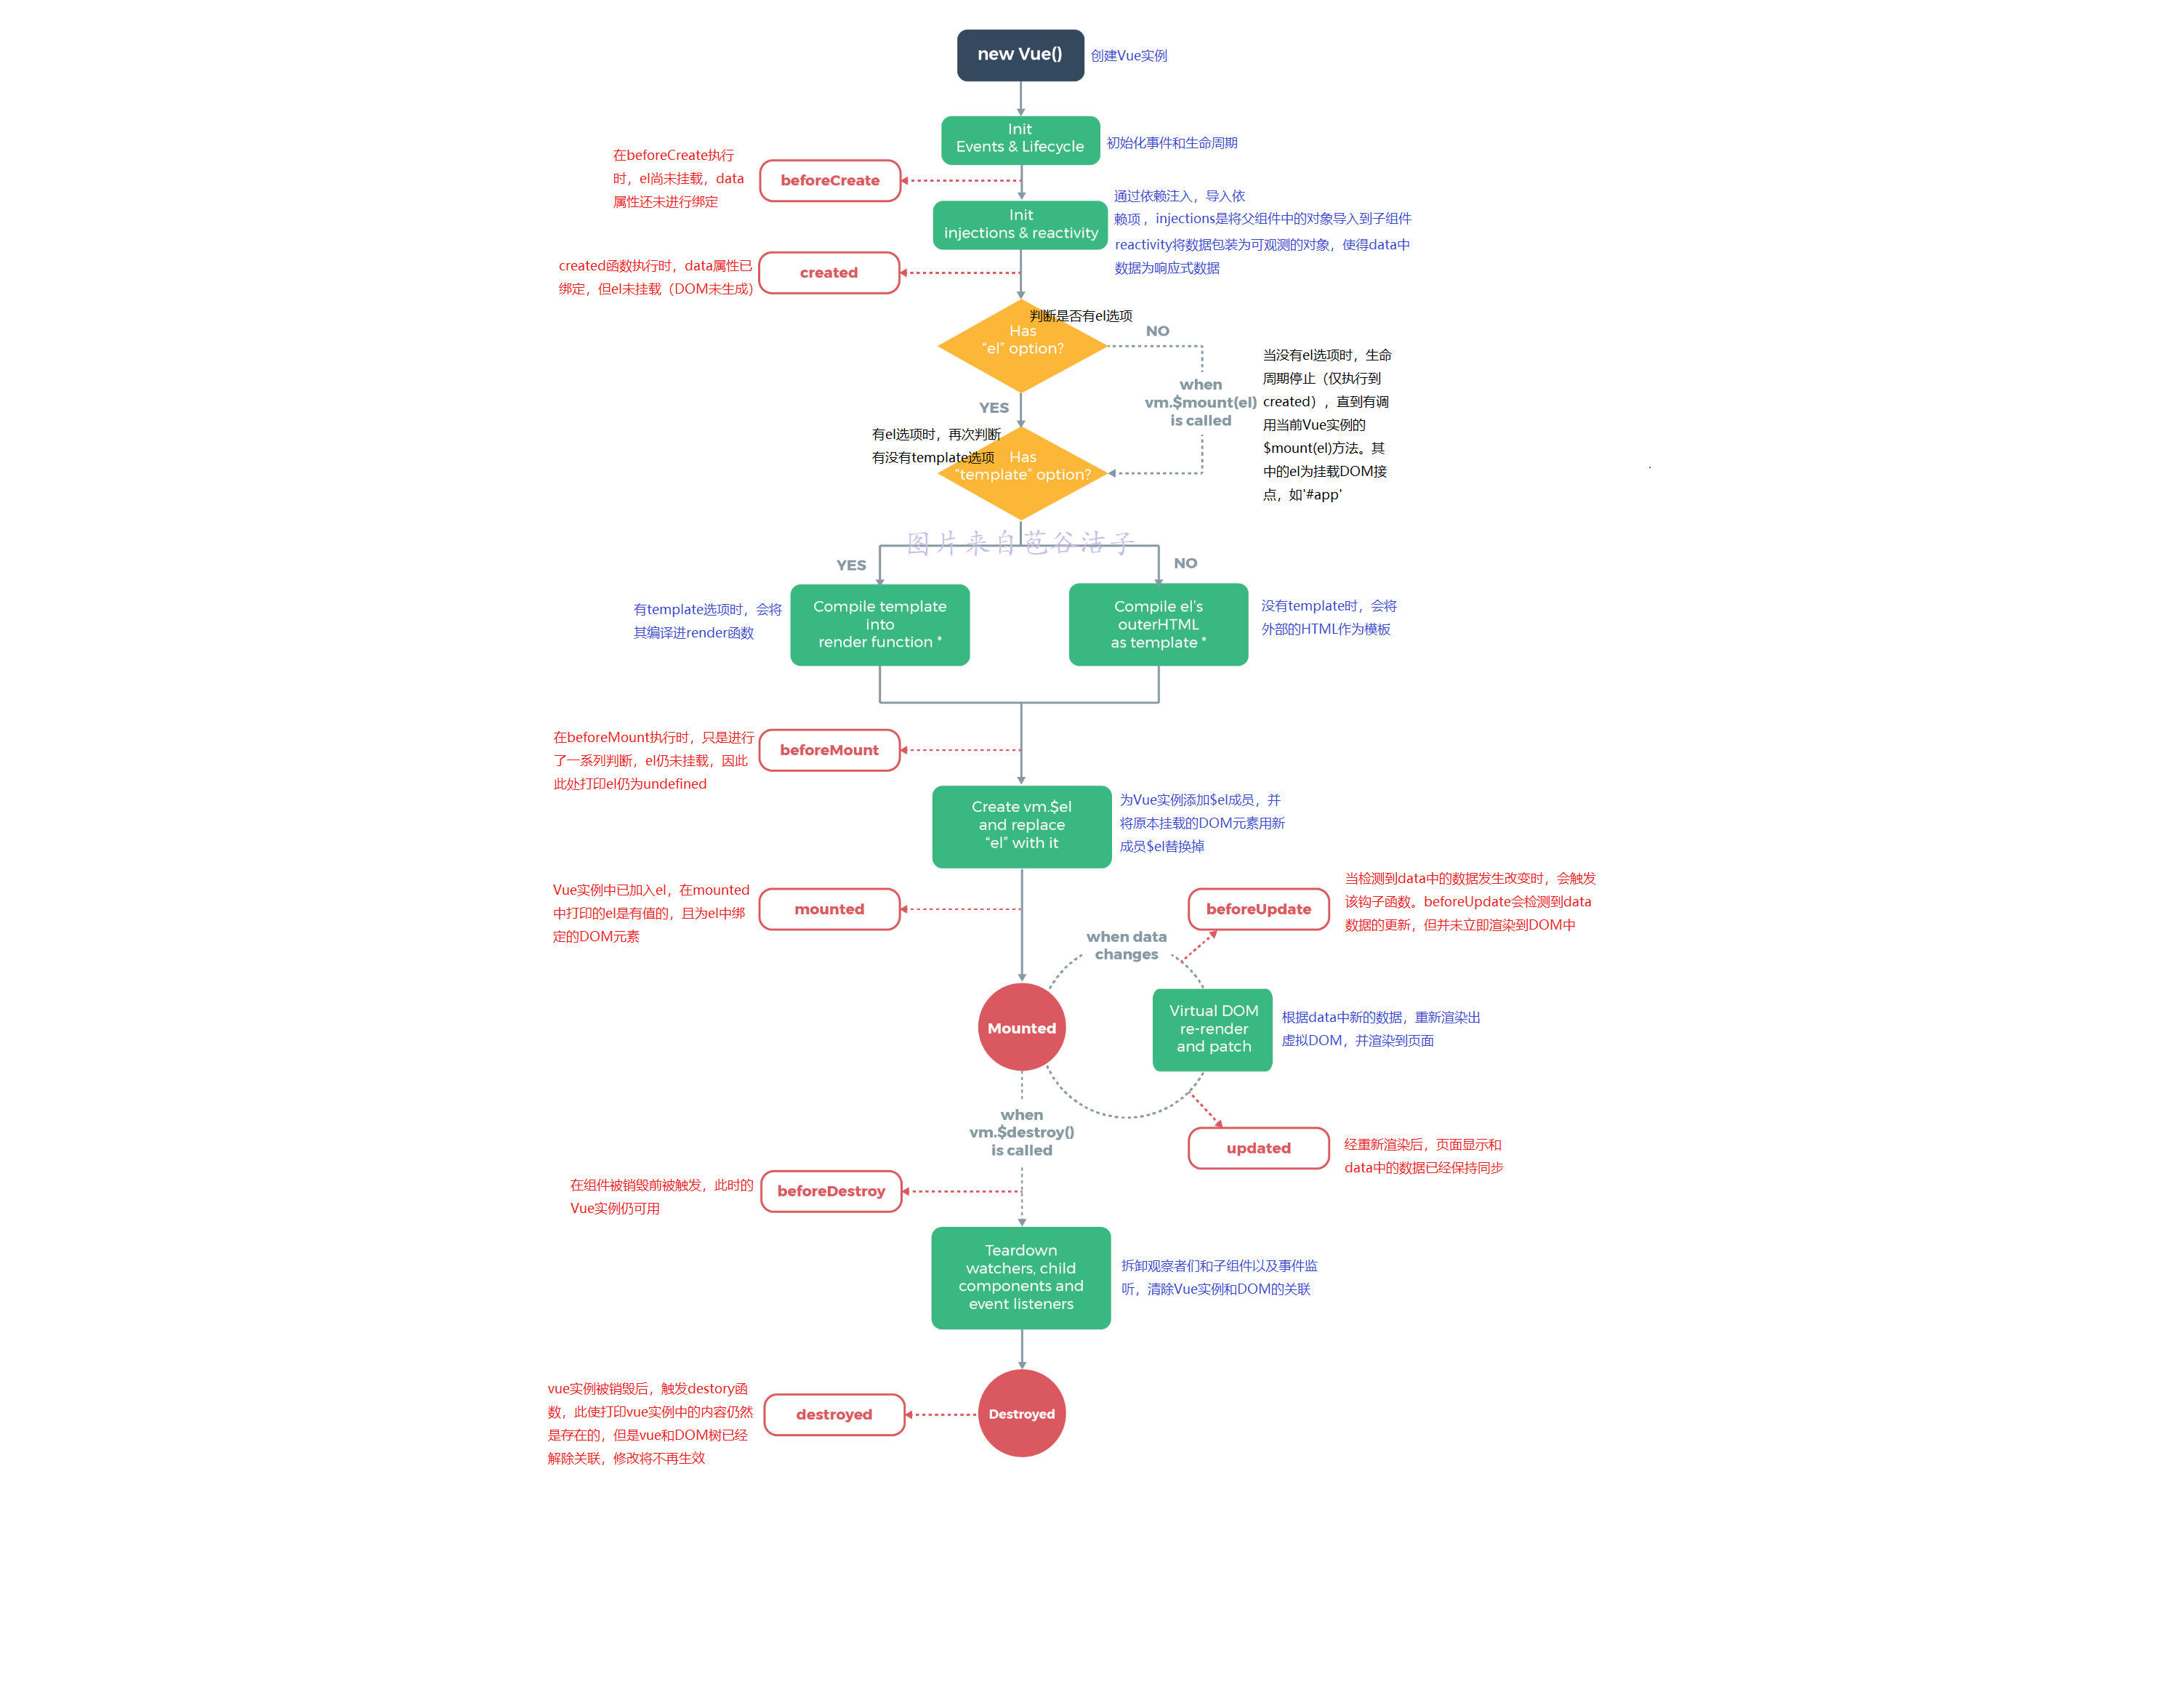 new Vue()
创建Vue实例
Init
Events & Lifecycle
初始化事件和生命周期
在beforeCreate执行
时，el尚未挂载，data
属性还未进行绑定
beforeCreate
通过依赖注入，导入依
赖项，injections是将父组件中的对象导入到子组件
reactivity将数据包装为可观测的对象，使得data中
数据为响应式数据
Init
injections & reactivity
created函数执行时，data属性已
绑定，但el未挂载（DOM未生成）
created
判断是否有el选项
Has
“el” option?
NO
when
vm.$mount(el)
is called
当没有el选项时，生命
周期停止（仅执行到
created），直到有调
用当前Vue实例的
$mount(el)方法。其
中的el为挂载DOM接
点，如'#app'
YES
有el选项时，再次判断
有没有template选项
Has
“template” option?
图片来自芭谷洁子
YES
NO
有template选项时，会将
其编译进render函数
Compile template
into
render function *
Compile el’s
outerHTML
as template *
没有template时，会将
外部的HTML作为模板
在beforeMount执行时，只是进行
了一系列判断，el仍未挂载，因此
此处打印el仍为undefined
beforeMount
Create vm.$el
and replace
“el” with it
为Vue实例添加$el成员，并
将原本挂载的DOM元素用新
成员$el替换掉
Vue实例中已加入el，在mounted
中打印的el是有值的，且为el中绑
定的DOM元素
mounted
beforeUpdate
当检测到data中的数据发生改变时，会触发
该钩子函数。beforeUpdate会检测到data
数据的更新，但并未立即渲染到DOM中
when data
changes
Mounted
Virtual DOM
re-render
and patch
根据data中新的数据，重新渲染出
虚拟DOM，并渲染到页面
when
vm.$destroy()
is called
updated
经重新渲染后，页面显示和
data中的数据已经保持同步
在组件被销毁前被触发，此时的
Vue实例仍可用
beforeDestroy
Teardown
watchers, child
components and
event listeners
拆卸观察者们和子组件以及事件监
听，清除Vue实例和DOM的关联
vue实例被销毁后，触发destory函
数，此使打印vue实例中的内容仍然
是存在的，但是vue和DOM树已经
解除关联，修改将不再生效
destroyed
Destroyed